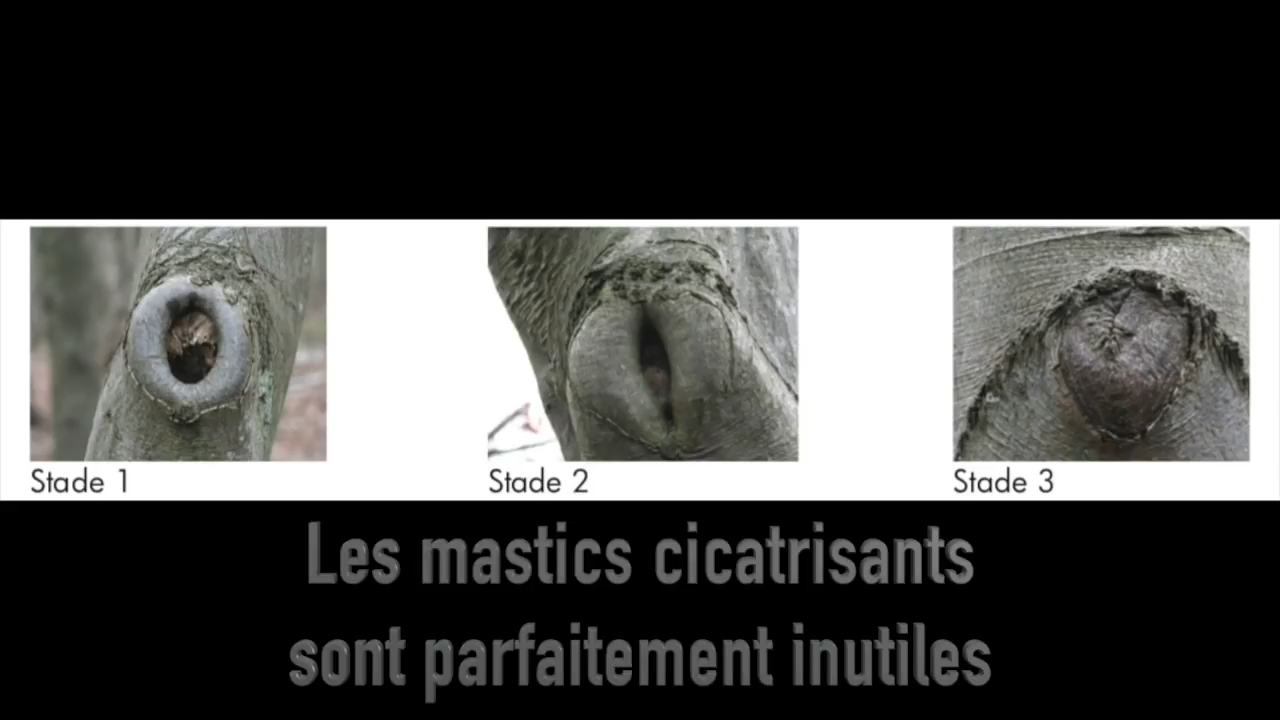 Stade 1
Stade 2
Stade 3
Les mastics cicatrisants
sont parfaitement inutiles